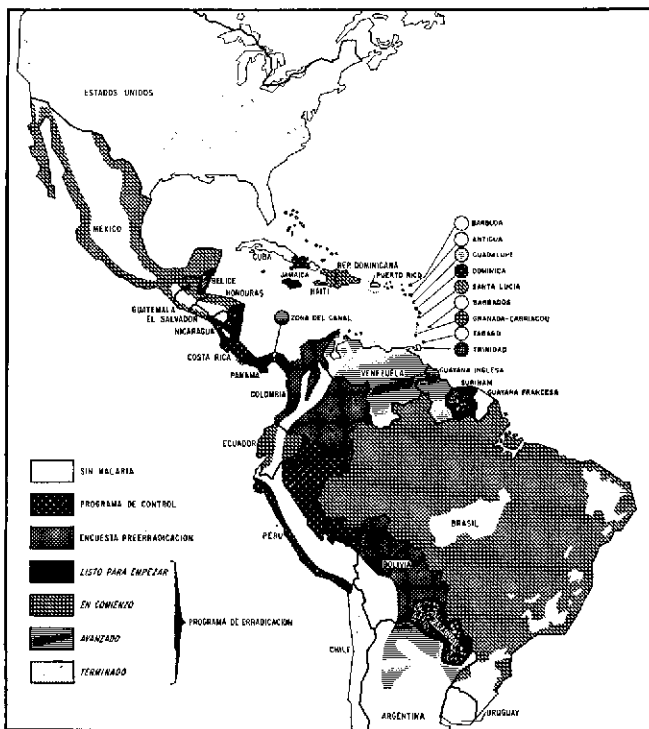 ESTADOS UNIDOS
MEXICO
CUBA
JAMAICA
HAITI
REP. DOMINICANA
PUERTO RICO
BELICE
HONDURAS
GUATEMALA
EL SALVADOR
NICARAGUA
COSTA RICA
PANAMA
ZONA DEL CANAL
BARBUDA
ANTIGUA
GUADALUPE
DOMINICA
SANTA LUCIA
BARBADOS
GRANADA-CARRIACOU
TABAGO
TRINIDAD
VENEZUELA
GUAYANA INGLESA
SURINAM
GUAYANA FRANCESA
COLOMBIA
ECUADOR
PERU
BRASIL
BOLIVIA
CHILE
ARGENTINA
URUGUAY
SIN MALARIA
PROGRAMA DE CONTROL
ENCUESTA PREERRADICACION
LISTO PARA EMPEZAR
EN COMIENZO
AVANZADO
TERMINADO
PROGRAMA DE ERRADICACION